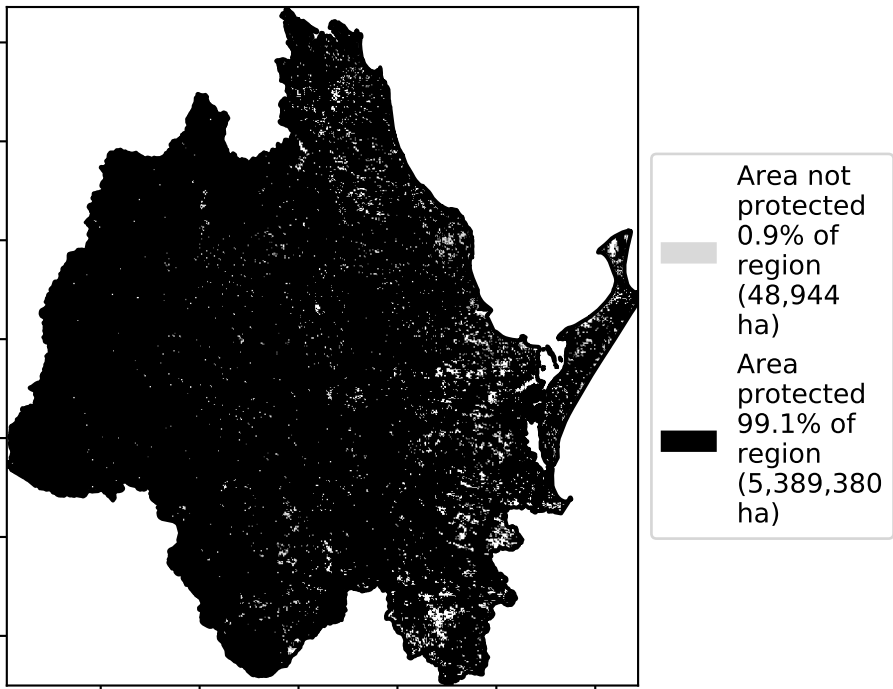 Area not
protected
0.9% of
region
(48,944
ha)
Area
protected
99.1% of
region
(5,389,380
ha)